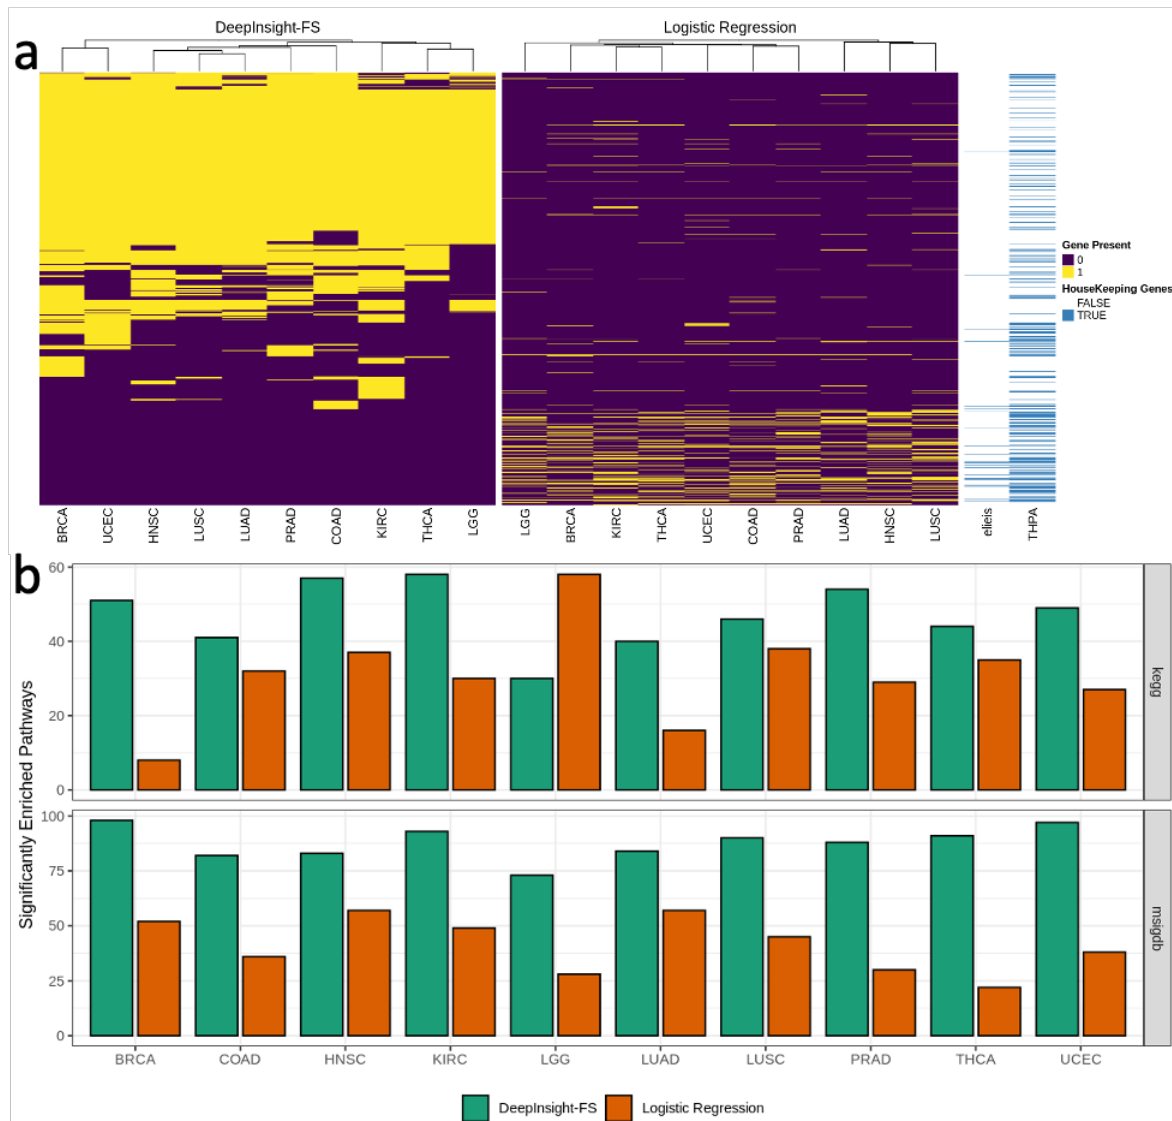 a
DeepInsight-FS
Logistic Regression
Gene Present
0
1
HouseKeeping Genes
FALSE
TRUE
BRCA
UCEC
HNSC
LUSC
LUAD
PRAD
COAD
KIRC
THCA
LGG
LGG
BRCA
KIRC
THCA
UCEC
COAD
PRAD
LUAD
HNSC
LUSC
elieis
THPA
b
Significantly Enriched Pathways
60
40
20
0
kegg
100
75
50
25
0
msigdb
BRCA
COAD
HNSC
KIRC
LGG
LUAD
LUSC
PRAD
THCA
UCEC
DeepInsight-FS
Logistic Regression